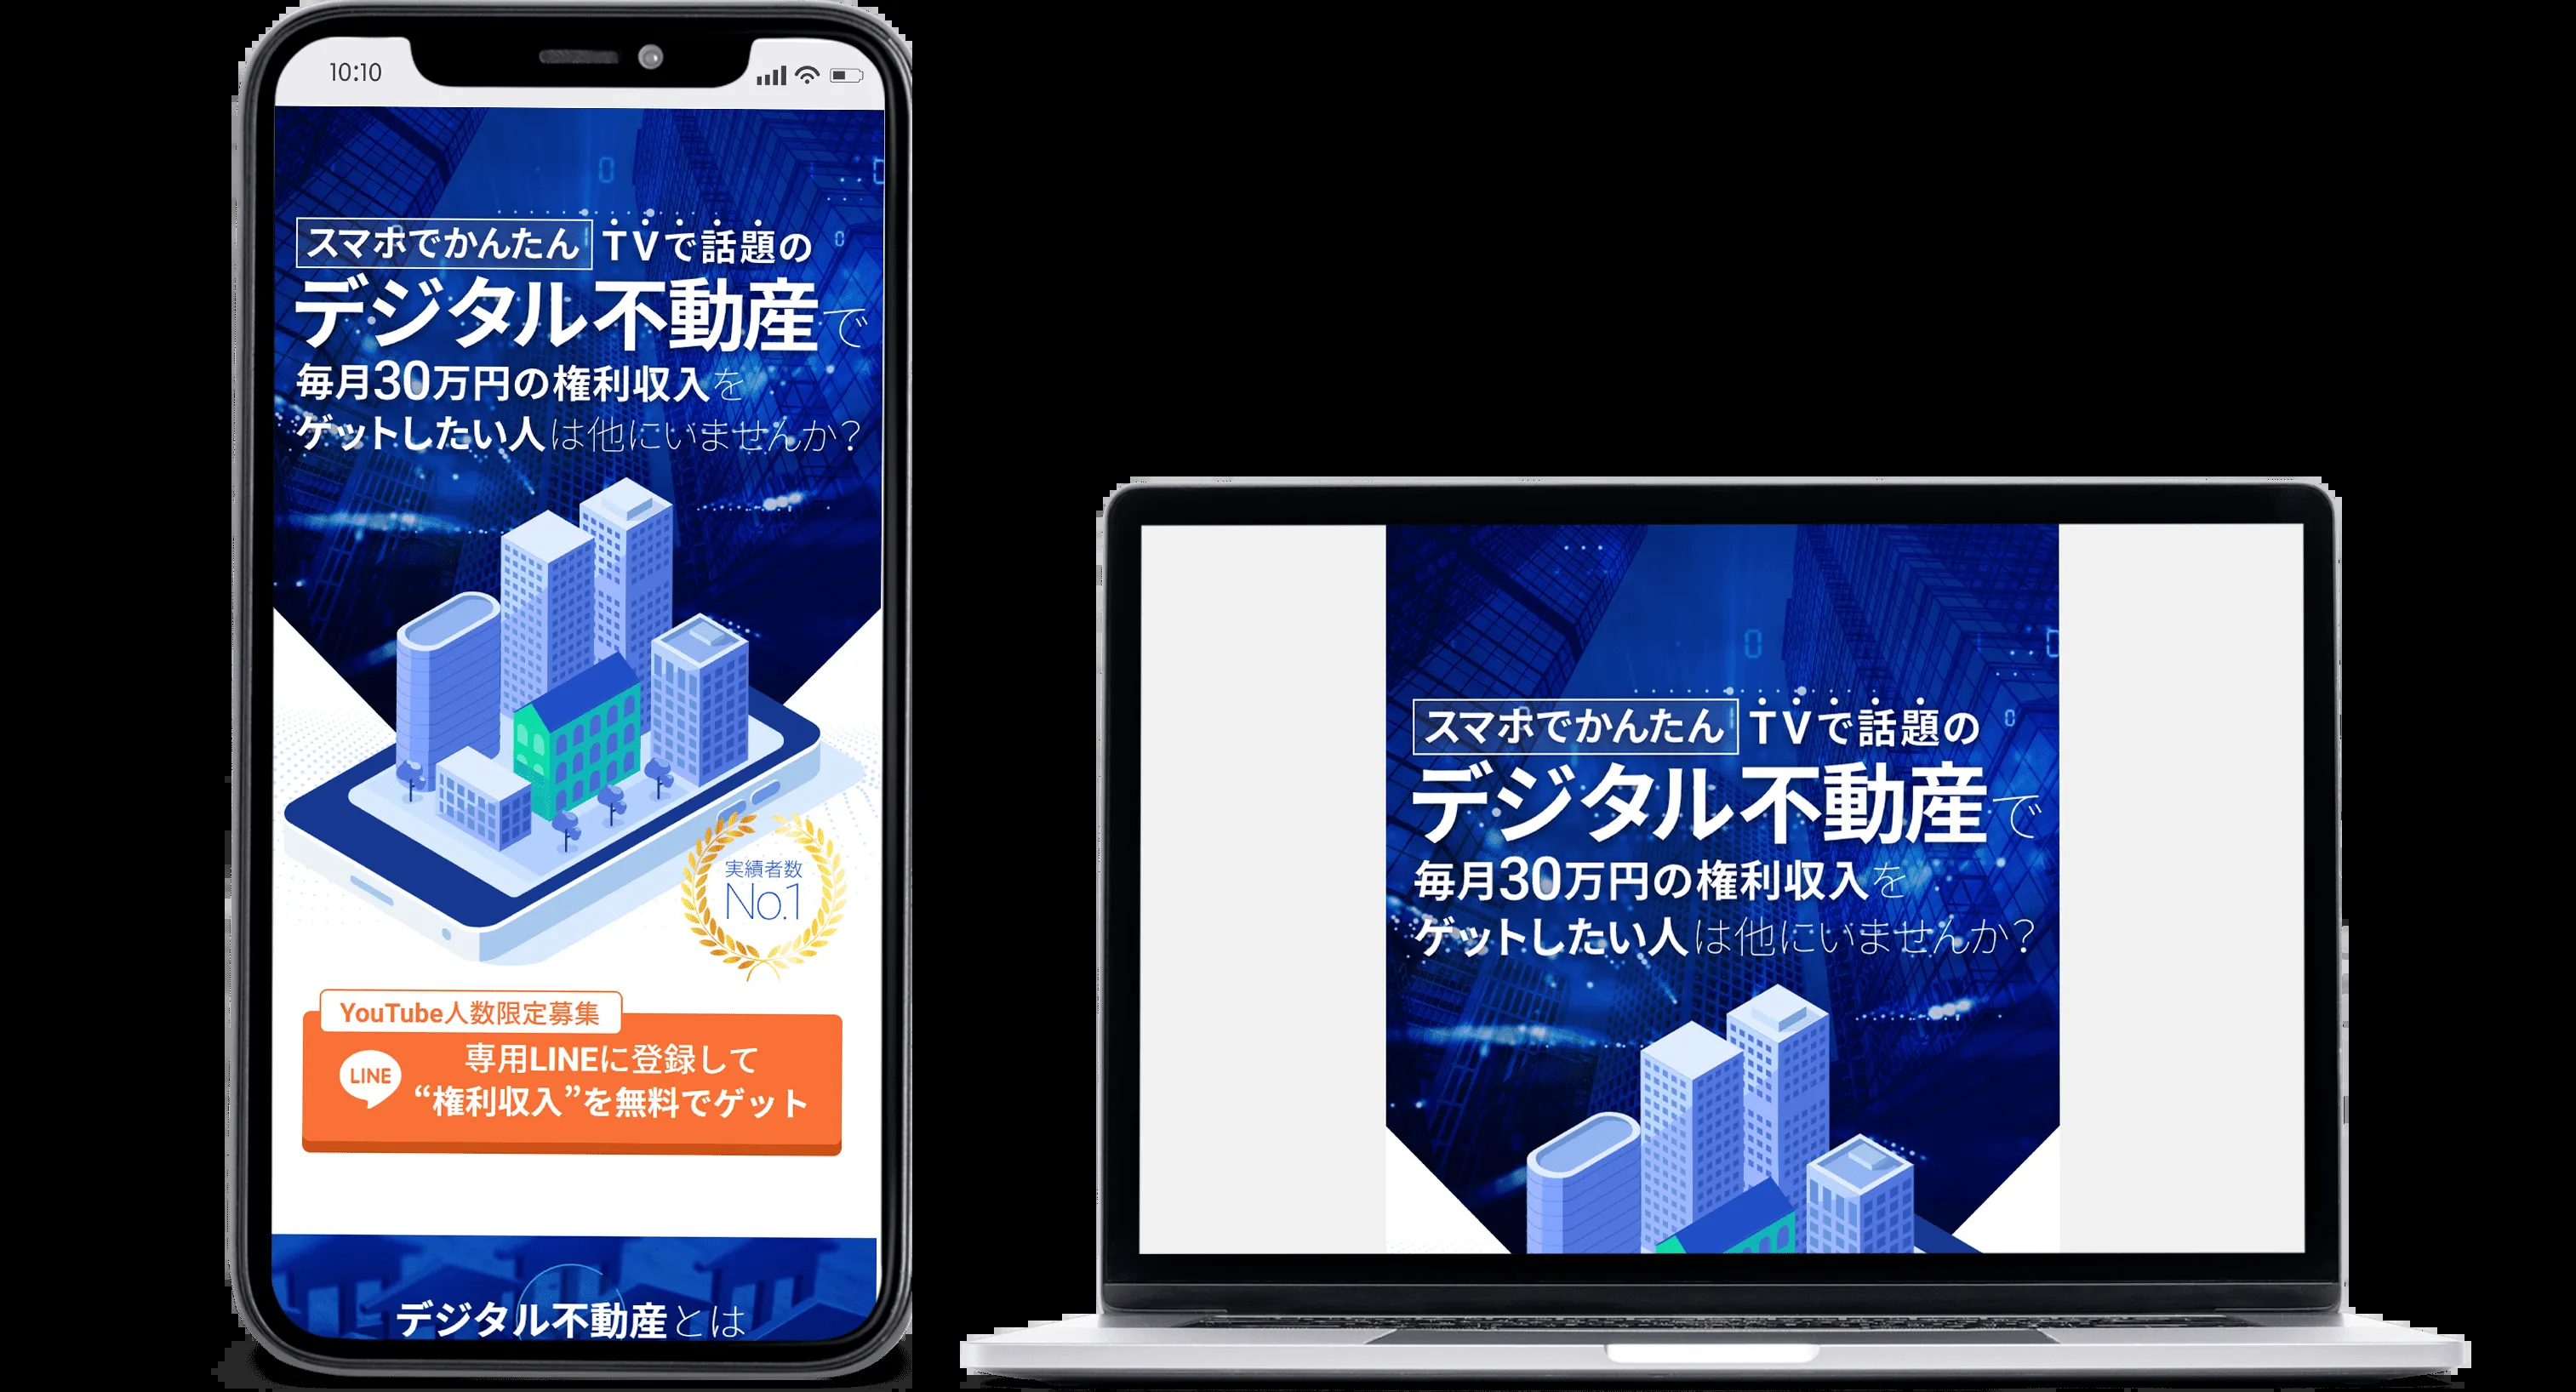 10:10
スマホでかんたん TVで話題の
デジタル不動産で
毎月30万円の権利収入を
ゲットしたい人は他にいませんか?
実績者数
No.1
YouTube人数限定募集
LINE
専用LINEに登録して
“権利収入”を無料でゲット
デジタル不動産とは
スマホでかんたん TVで話題の
デジタル不動産で
毎月30万円の権利収入を
ゲットしたい人は他にいませんか?